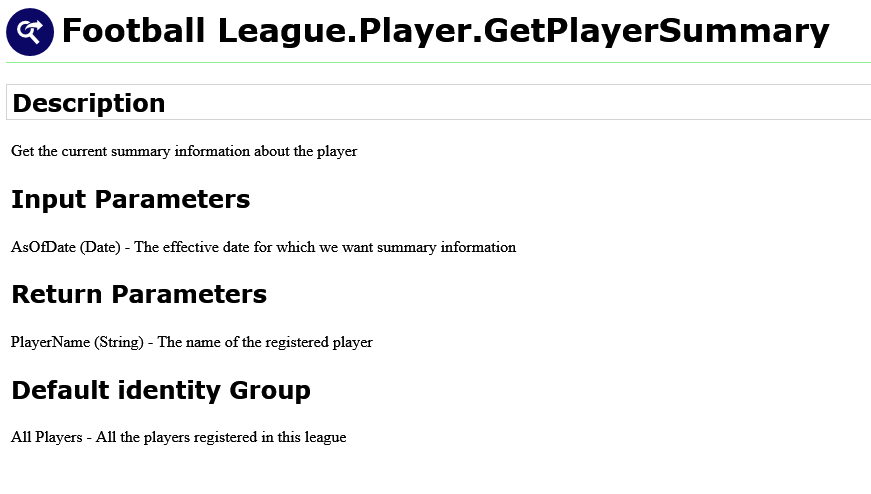 Football League.Player.GetPlayerSummary
Description
Get the current summary information about the player
Input Parameters
AsOfDate (Date) - The effective date for which we want summary information
Return Parameters
PlayerName (String) - The name of the registered player
Default identity Group
All Players - All the players registered in this league